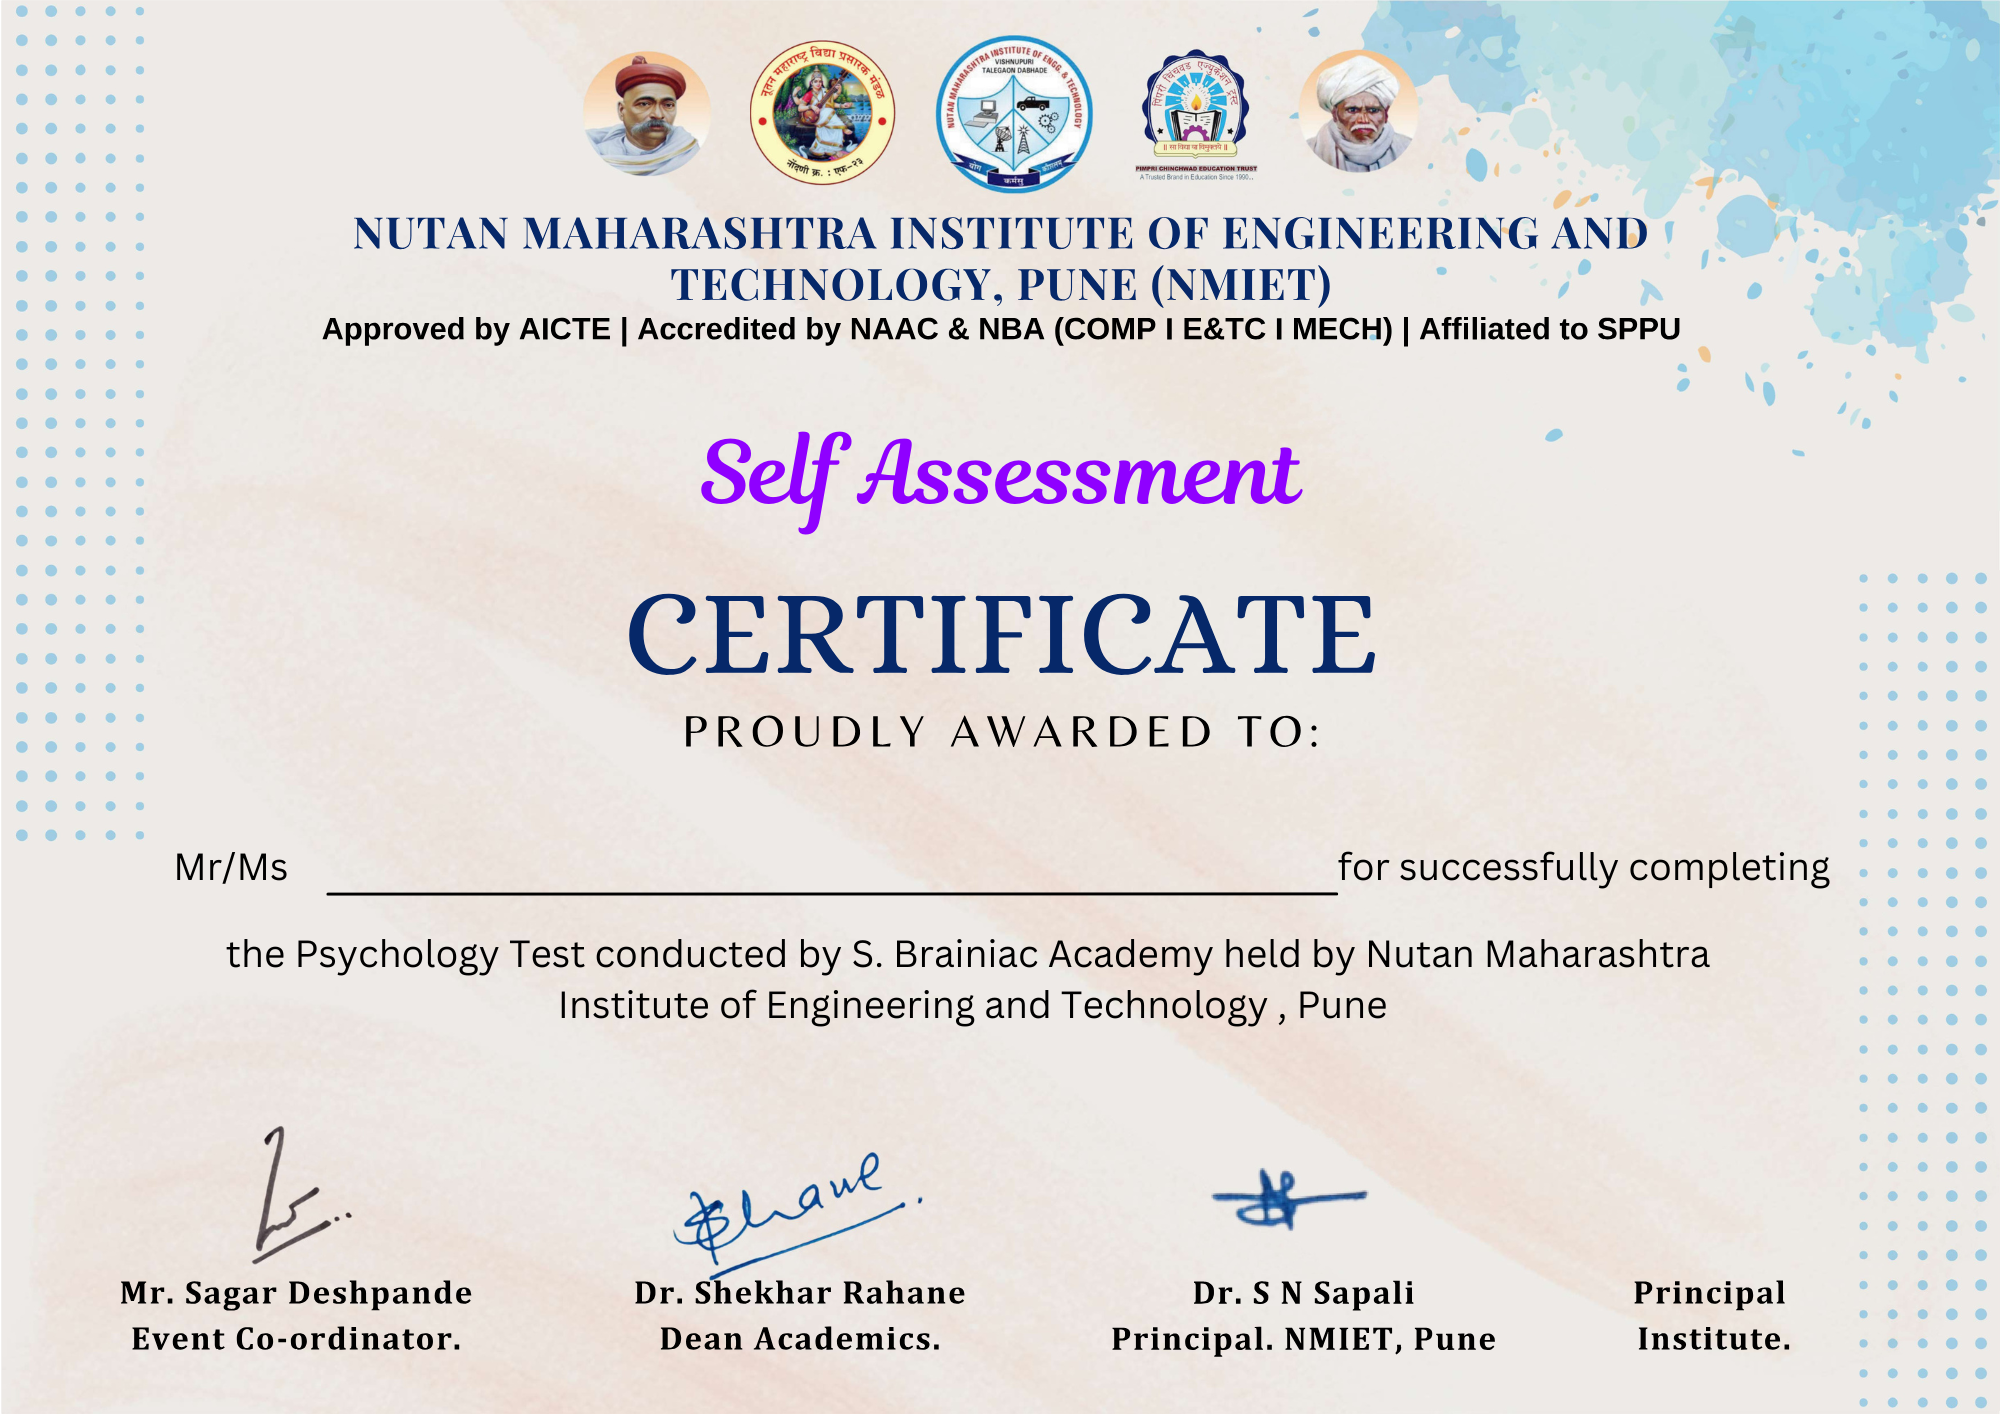 नूतन महाराष्ट्र विद्या प्रसारक मंडळ
नोंदणी क्र. : एफ-२३
NUTAN MAHARASHTRA INSTITUTE OF ENGG. & TECHNOLOGY
VISHNUPURI
TALEGAON DABHADE
योग
कर्मसु
कौशलम्
पिंपरी चिंचवड एज्युकेशन ट्रस्ट
|| सा विद्या या विमुक्तये ||
PIMPRI CHINCHWAD EDUCATION TRUST
A Trusted Brand in Education Since 1990...
NUTAN MAHARASHTRA INSTITUTE OF ENGINEERING AND
TECHNOLOGY, PUNE (NMIET)
Approved by AICTE | Accredited by NAAC & NBA (COMP I E&TC I MECH) | Affiliated to SPPU
Self Assessment
CERTIFICATE
PROUDLY AWARDED TO:
Mr/Ms for successfully completing
the Psychology Test conducted by S. Brainiac Academy held by Nutan Maharashtra
Institute of Engineering and Technology , Pune
Mr. Sagar Deshpande
Event Co-ordinator.
Dr. Shekhar Rahane
Dean Academics.
Dr. S N Sapali
Principal. NMIET, Pune
Principal
Institute.